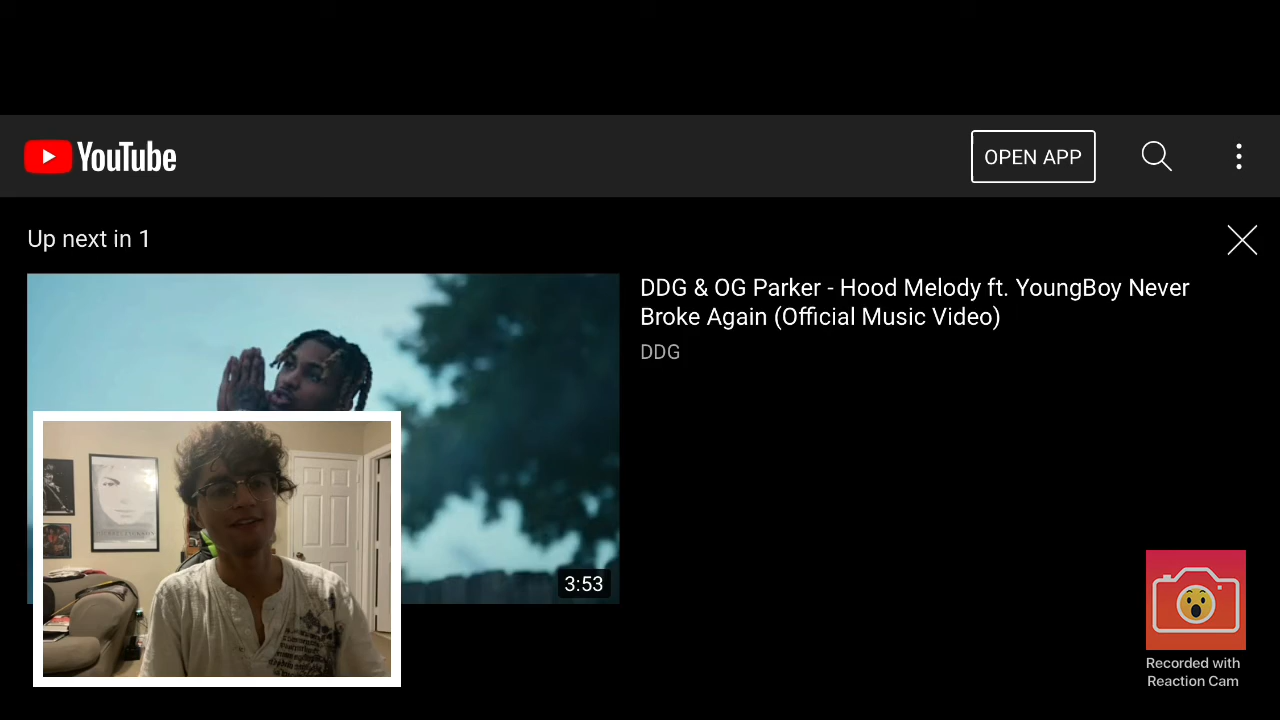 YouTube
OPEN APP
Up next in 1
DDG & OG Parker - Hood Melody ft. YoungBoy Never
Broke Again (Official Music Video)
DDG
3:53
Recorded with
Reaction Cam